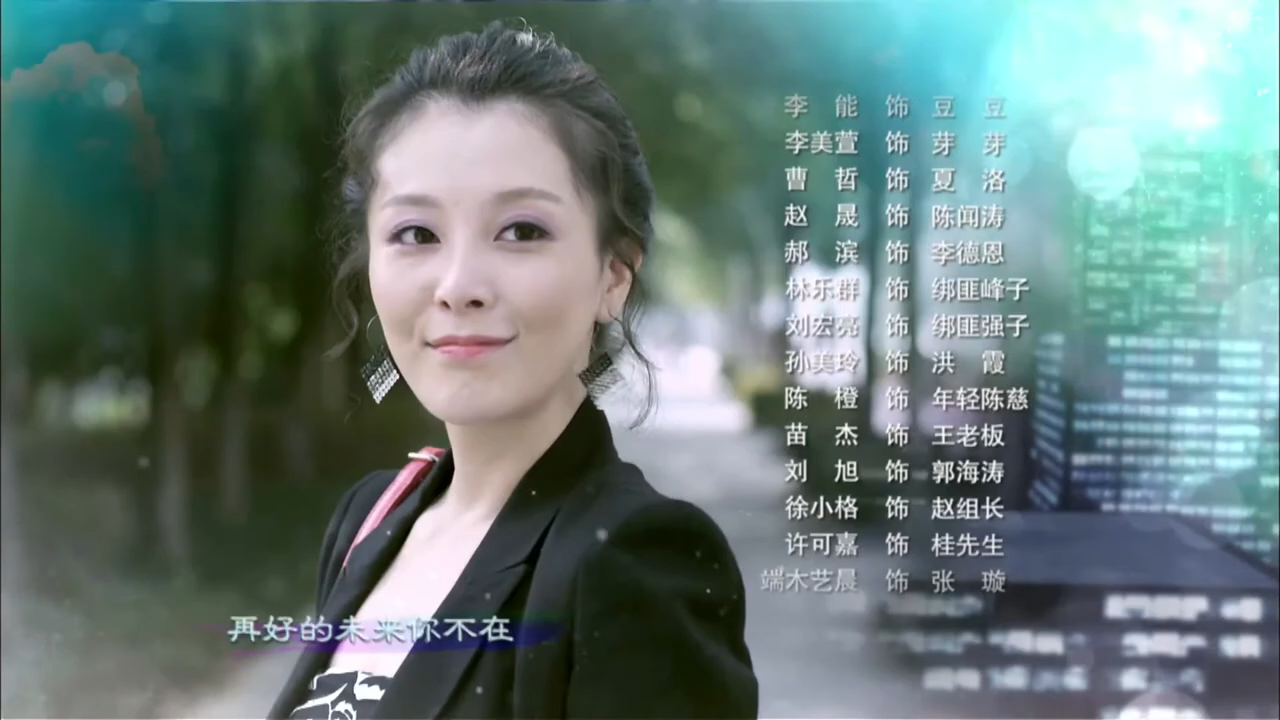 李能 饰 豆豆
李美萱 饰 芽芽
曹哲 饰 夏洛
赵晟 饰 陈闻涛
郝滨 饰 李德恩
林乐群 饰 绑匪峰子
刘宏亮 饰 绑匪强子
孙美玲 饰 洪霞
陈橙 饰 年轻陈慈
苗杰 饰 王老板
刘旭 饰 郭海涛
徐小格 饰 赵组长
许可嘉 饰 桂先生
端木艺晨 饰 张璇
再好的未来你不在